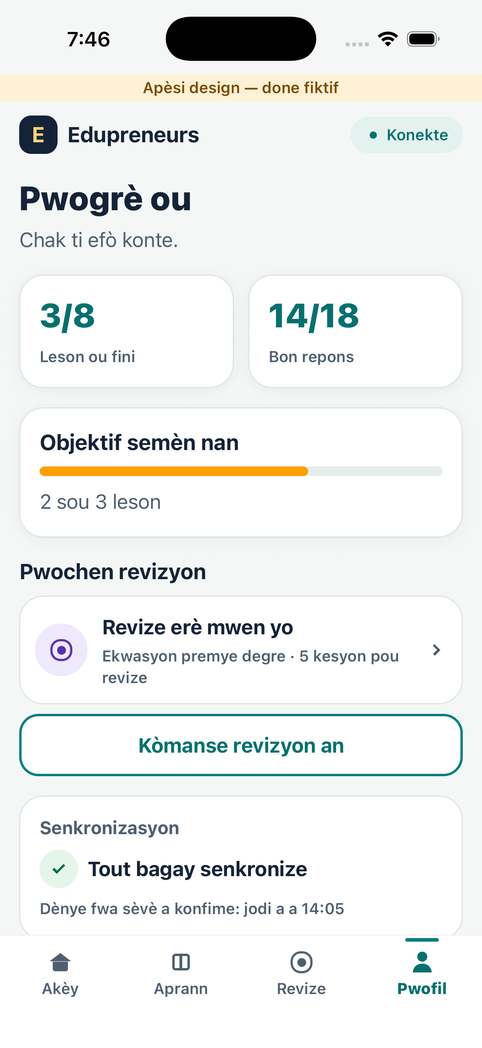 7:46
Apèsi design — done fiktif
E Edupreneurs
Konekte
Pwogrè ou
Chak ti efò konte.
3/8
Leson ou fini
14/18
Bon repons
Objektif semèn nan
2 sou 3 leson
Pwochen revizyon
Revize erè mwen yo
Ekwasyon premye degre · 5 kesyon pou
revize
Kòmanse revizyon an
Senkronizasyon
Tout bagay senkronize
Dènye fwa sèvè a konfime: jodi a a 14:05
Akèy
Aprann
Revize
Pwofil